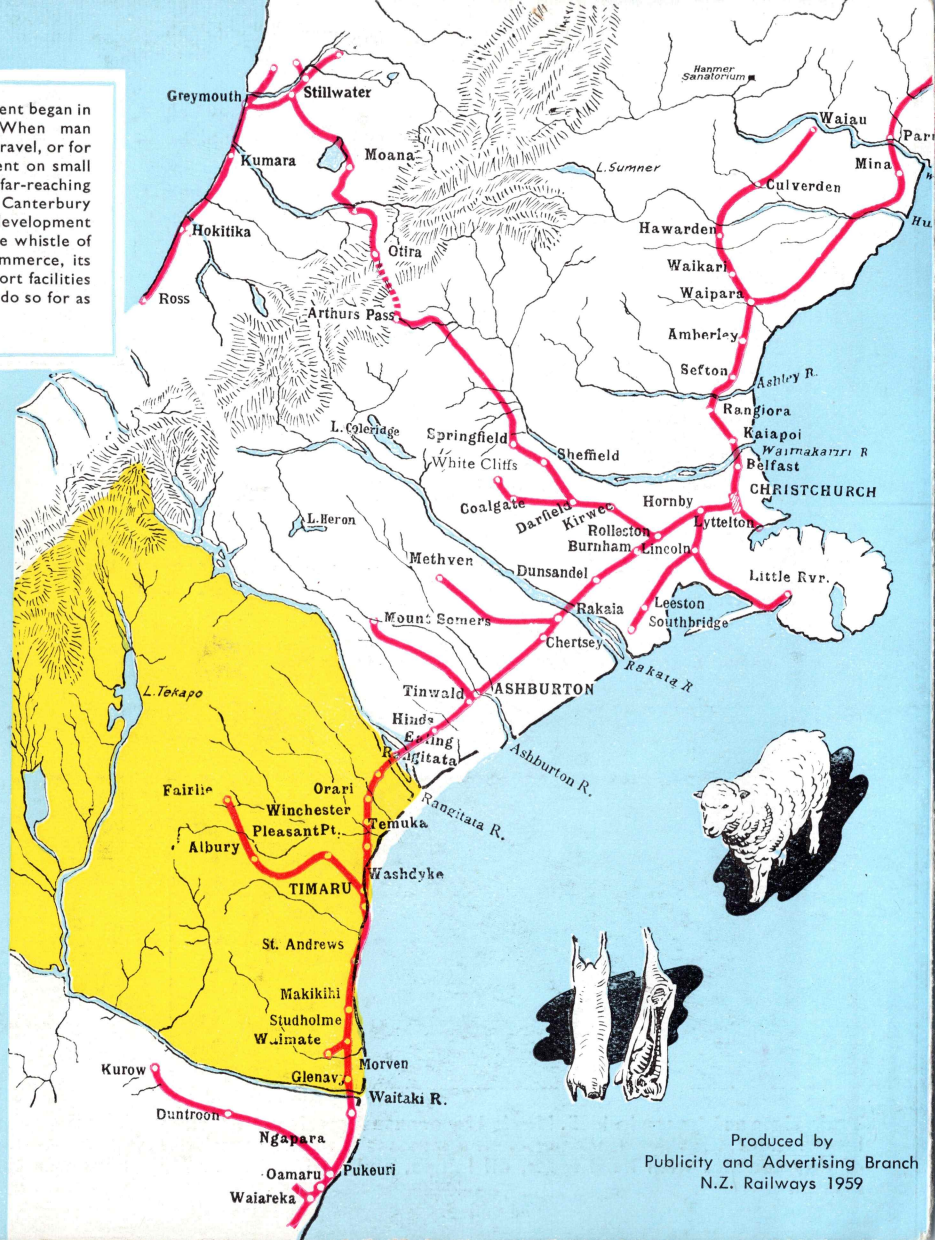 ent began in
When man
ravel, or for
ent on small
far-reaching
Canterbury
evelopment
e whistle of
mmerce, its
ort facilities
do so for as
Hanmer
Sanatorium
Greymouth
Stillwater
Waiau
Par
Kumara
Moana
L. Sumner
Mina
Culverden
Hu
Hokitika
Hawarden
Otira
Waikari
Ross
Waipara
Arthurs Pass
Amberley
Sefton
Ashley R.
Rangiora
L. Coleridge
Springfield
Kaiapoi
Waimakariri R
White Cliffs
Sheffield
Belfast
CHRISTCHURCH
Coalgate
Darfield
Kirwee
Hornby
L. Heron
Rolleston
Lyttelton
Burnham
Lincoln
Methven
Dunsandel
Little Rvr.
Mount Somers
Rakaia
Leeston
Southbridge
Chertsey
Rakaia R
L. Tekapo
Tinwald
ASHBURTON
Hinds
Ealing
Rangitata
Ashburton R.
Fairlie
Orari
Rangitata R.
Winchester
Pleasant Pt.
Temuka
Albury
Washdyke
TIMARU
St. Andrews
Makikihi
Studholme
Waimate
Morven
Kurow
Glenavy
Waitaki R.
Duntroon
Ngapara
Oamaru
Pukeuri
Waiareka
Produced by
Publicity and Advertising Branch
N.Z. Railways 1959